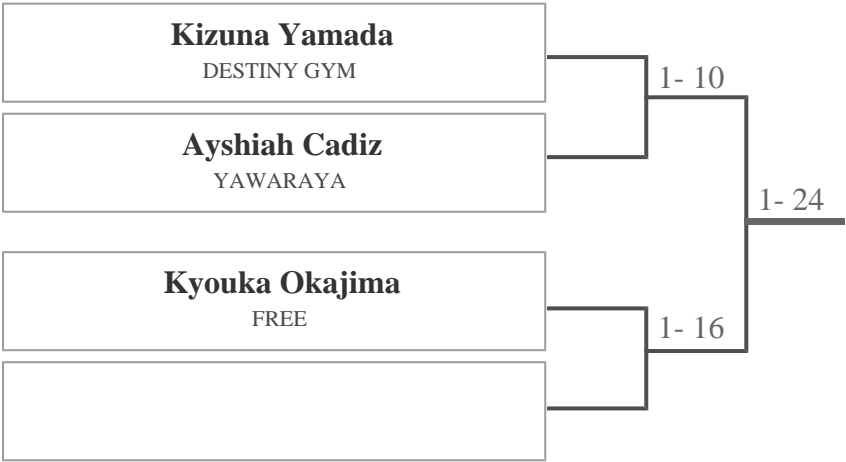 Kizuna Yamada
DESTINY GYM
1- 10
Ayshiah Cadiz
YAWARAYA
1- 24
Kyouka Okajima
FREE
1- 16